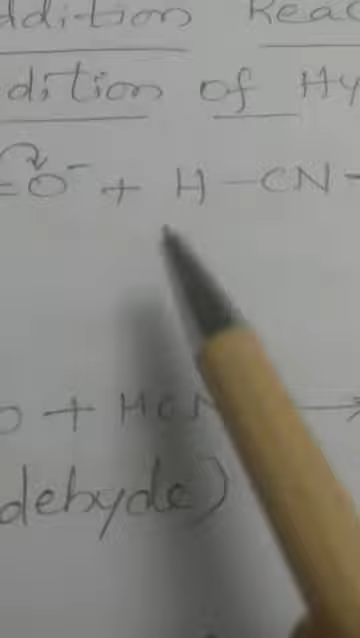 ddition Reac
dition of Hy
=O⁻ + H-CN-
O + HCN →
dehyde)